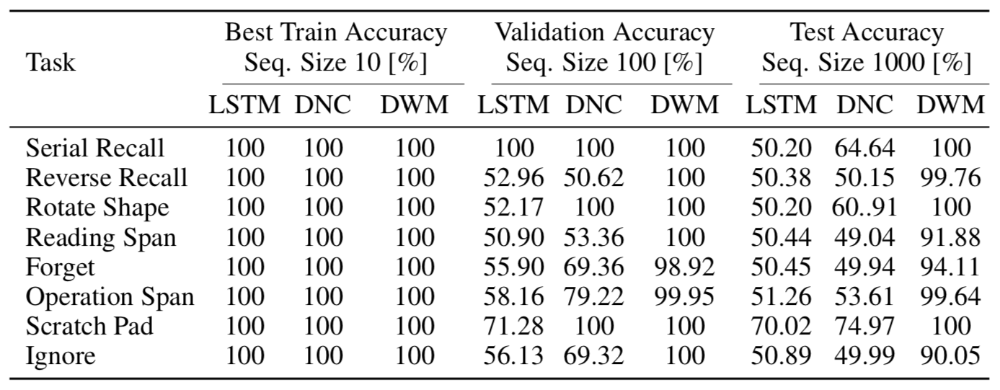 Best Train Accuracy Validation Accuracy Test Accuracy
Task Seq. Size 10 [%] Seq. Size 100 [%] Seq. Size 1000 [%]
LSTM DNC DWM LSTM DNC DWM LSTM DNC DWM
Serial Recall 100 100 100 100 100 100 50.20 64.64 100
Reverse Recall 100 100 100 52.96 50.62 100 50.38 50.15 99.76
Rotate Shape 100 100 100 52.17 100 100 50.20 60..91 100
Reading Span 100 100 100 50.90 53.36 100 50.44 49.04 91.88
Forget 100 100 100 55.90 69.36 98.92 50.45 49.94 94.11
Operation Span 100 100 100 58.16 79.22 99.95 51.26 53.61 99.64
Scratch Pad 100 100 100 71.28 100 100 70.02 74.97 100
Ignore 100 100 100 56.13 69.32 100 50.89 49.99 90.05